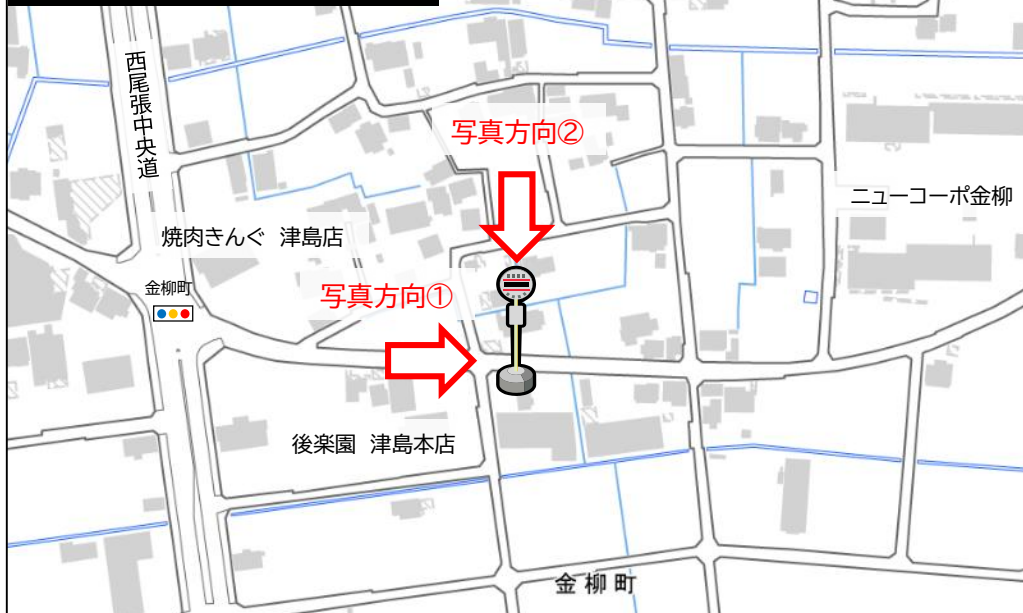 西尾張中央道
写真方向②
ニューコーポ金柳
焼肉きんぐ 津島店
金柳町
写真方向①
後楽園 津島本店
金柳町